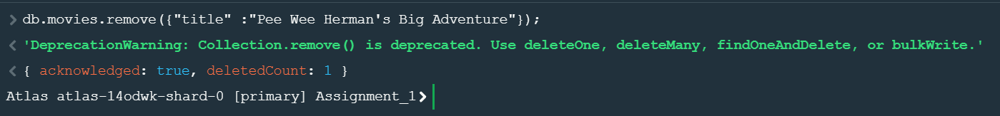 > db.movies.remove({"title" :"Pee Wee Herman's Big Adventure"});
< 'DeprecationWarning: Collection.remove() is deprecated. Use deleteOne, deleteMany, findOneAndDelete, or bulkWrite.'
< { acknowledged: true, deletedCount: 1 }
Atlas atlas-14odwk-shard-0 [primary] Assignment_1>